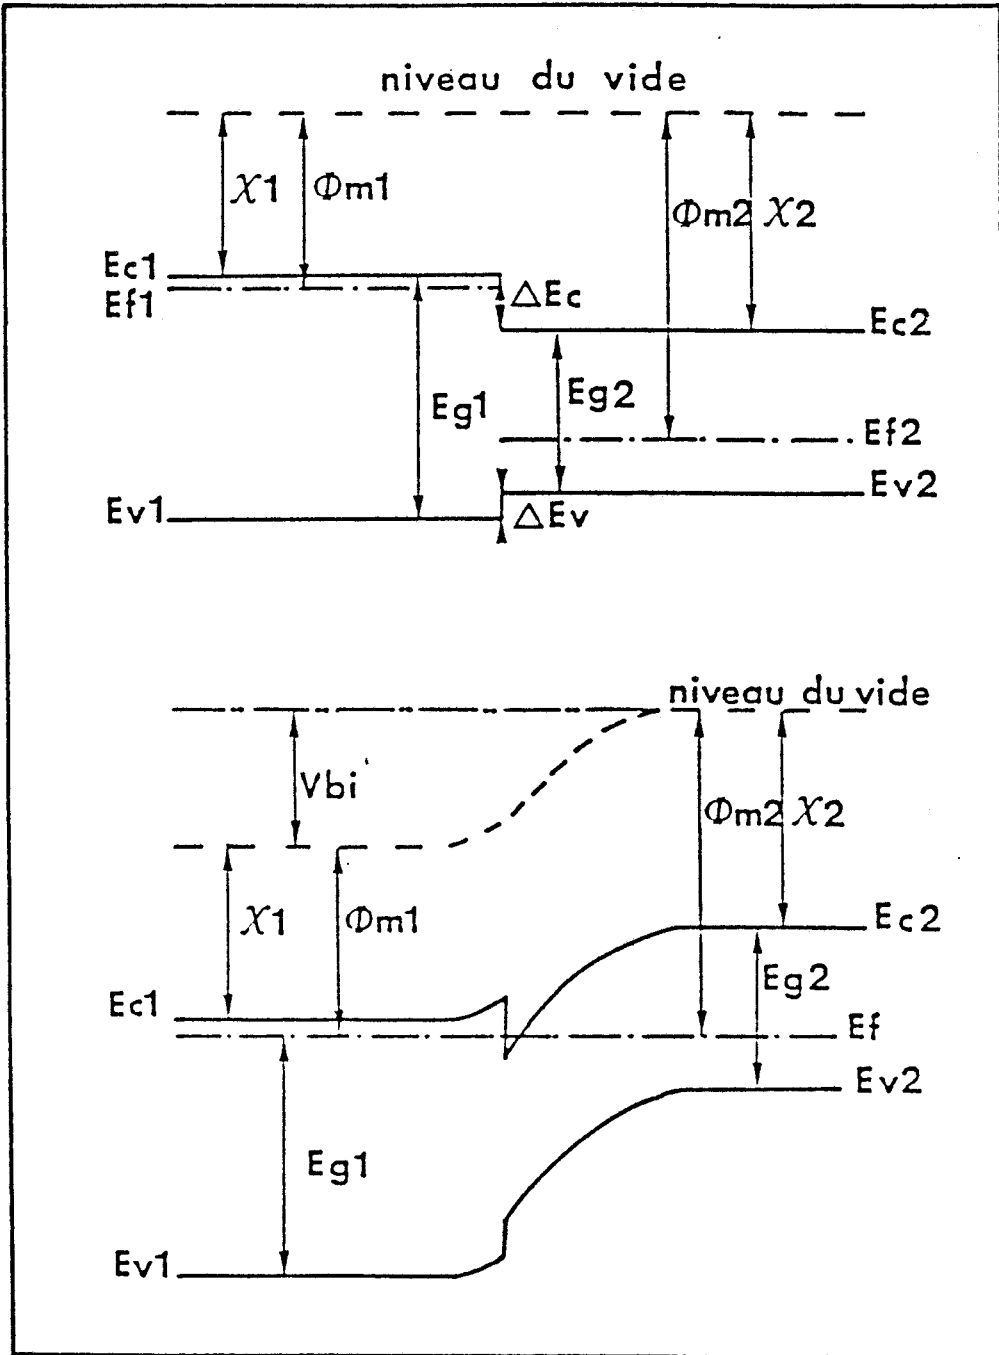 niveau du vide
χ1
Φm1
Φm2 χ2
Ec1
Ef1
ΔEc
Ec2
Eg1
Eg2
Ef2
Ev2
Ev1
ΔEv
niveau du vide
Vbi
Φm2 χ2
χ1
Φm1
Ec2
Eg2
Ec1
Ef
Ev2
Eg1
Ev1